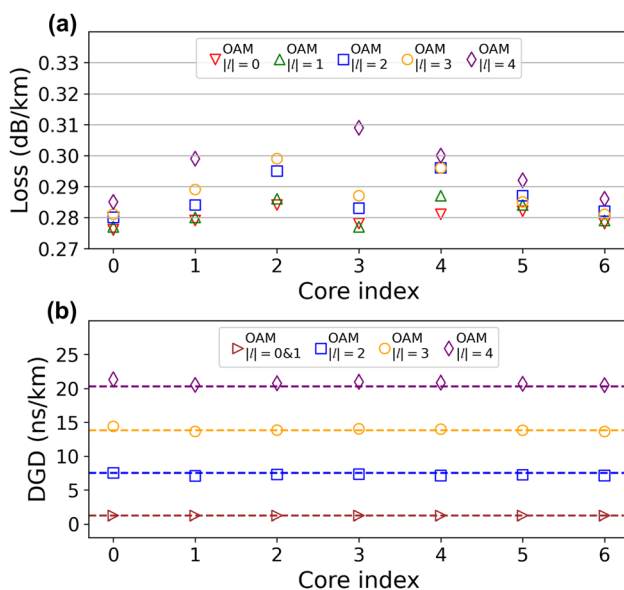 (a)
OAM OAM OAM OAM OAM
|l| = 0 |l| = 1 |l| = 2 |l| = 3 |l| = 4
0.33
0.32
0.31
0.30
0.29
0.28
0.27
Loss (dB/km)
0 1 2 3 4 5 6
Core index
(b)
OAM OAM OAM OAM
|l| = 0&1 |l| = 2 |l| = 3 |l| = 4
25
20
15
10
5
0
DGD (ns/km)
0 1 2 3 4 5 6
Core index